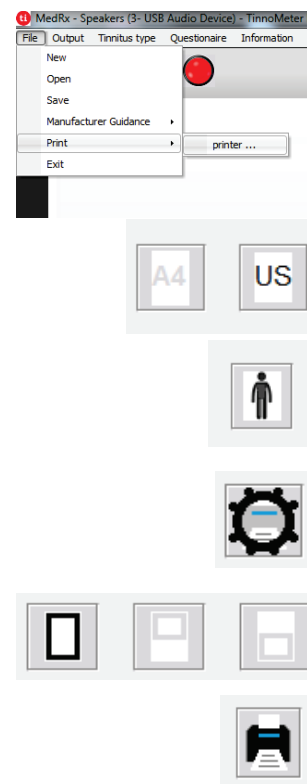 ti MedRx - Speakers (3- USB Audio Device) - TinnoMeter
File Output Tinnitus type Questionaire Information
New
Open
Save
Manufacturer Guidance
Print printer ...
Exit
A4 US